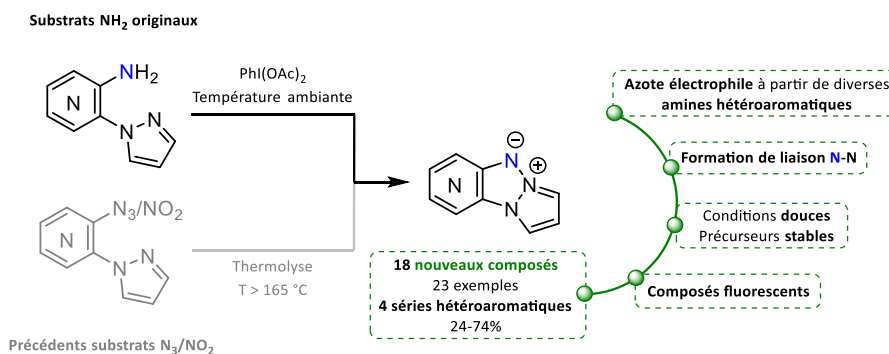 Substrats NH2 originaux
NH2
N
N
N
PhI(OAc)2
Température ambiante
N3/NO2
N
N
N
Thermolyse
T > 165 °C
Précédents substrats N3/NO2
N
N
N
N
18 nouveaux composés
23 exemples
4 séries hétéroaromatiques
24-74%
Azote électrophile à partir de diverses
amines hétéroaromatiques
Formation de liaison N-N
Conditions douces
Précurseurs stables
Composés fluorescents